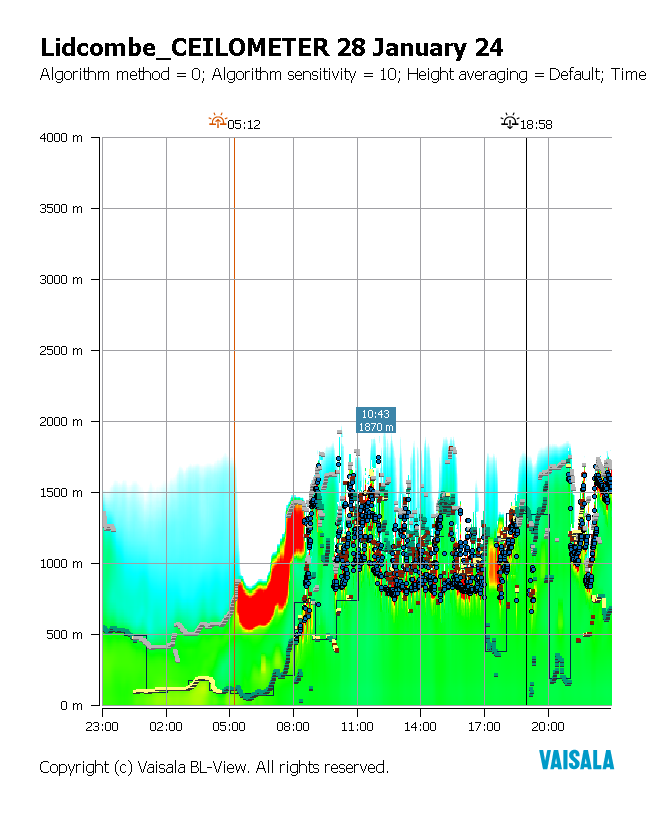 Lidcombe_CEILOMETER 28 January 24
Algorithm method = 0; Algorithm sensitivity = 10; Height averaging = Default; Time
05:12
18:58
4000 m
3500 m
3000 m
2500 m
2000 m
10:43
1870 m
1500 m
1000 m
500 m
0 m
23:00 02:00 05:00 08:00 11:00 14:00 17:00 20:00
VAISALA
Copyright (c) Vaisala BL-View. All rights reserved.